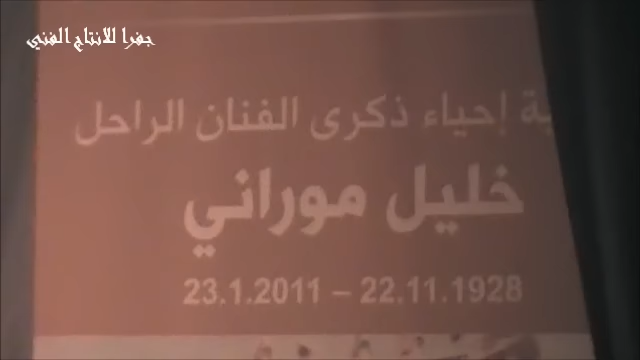 جفرا للانتاج الفني
إحياء ذكرى الفنان الراحل
خليل موراني
23.1.2011 – 22.11.1928